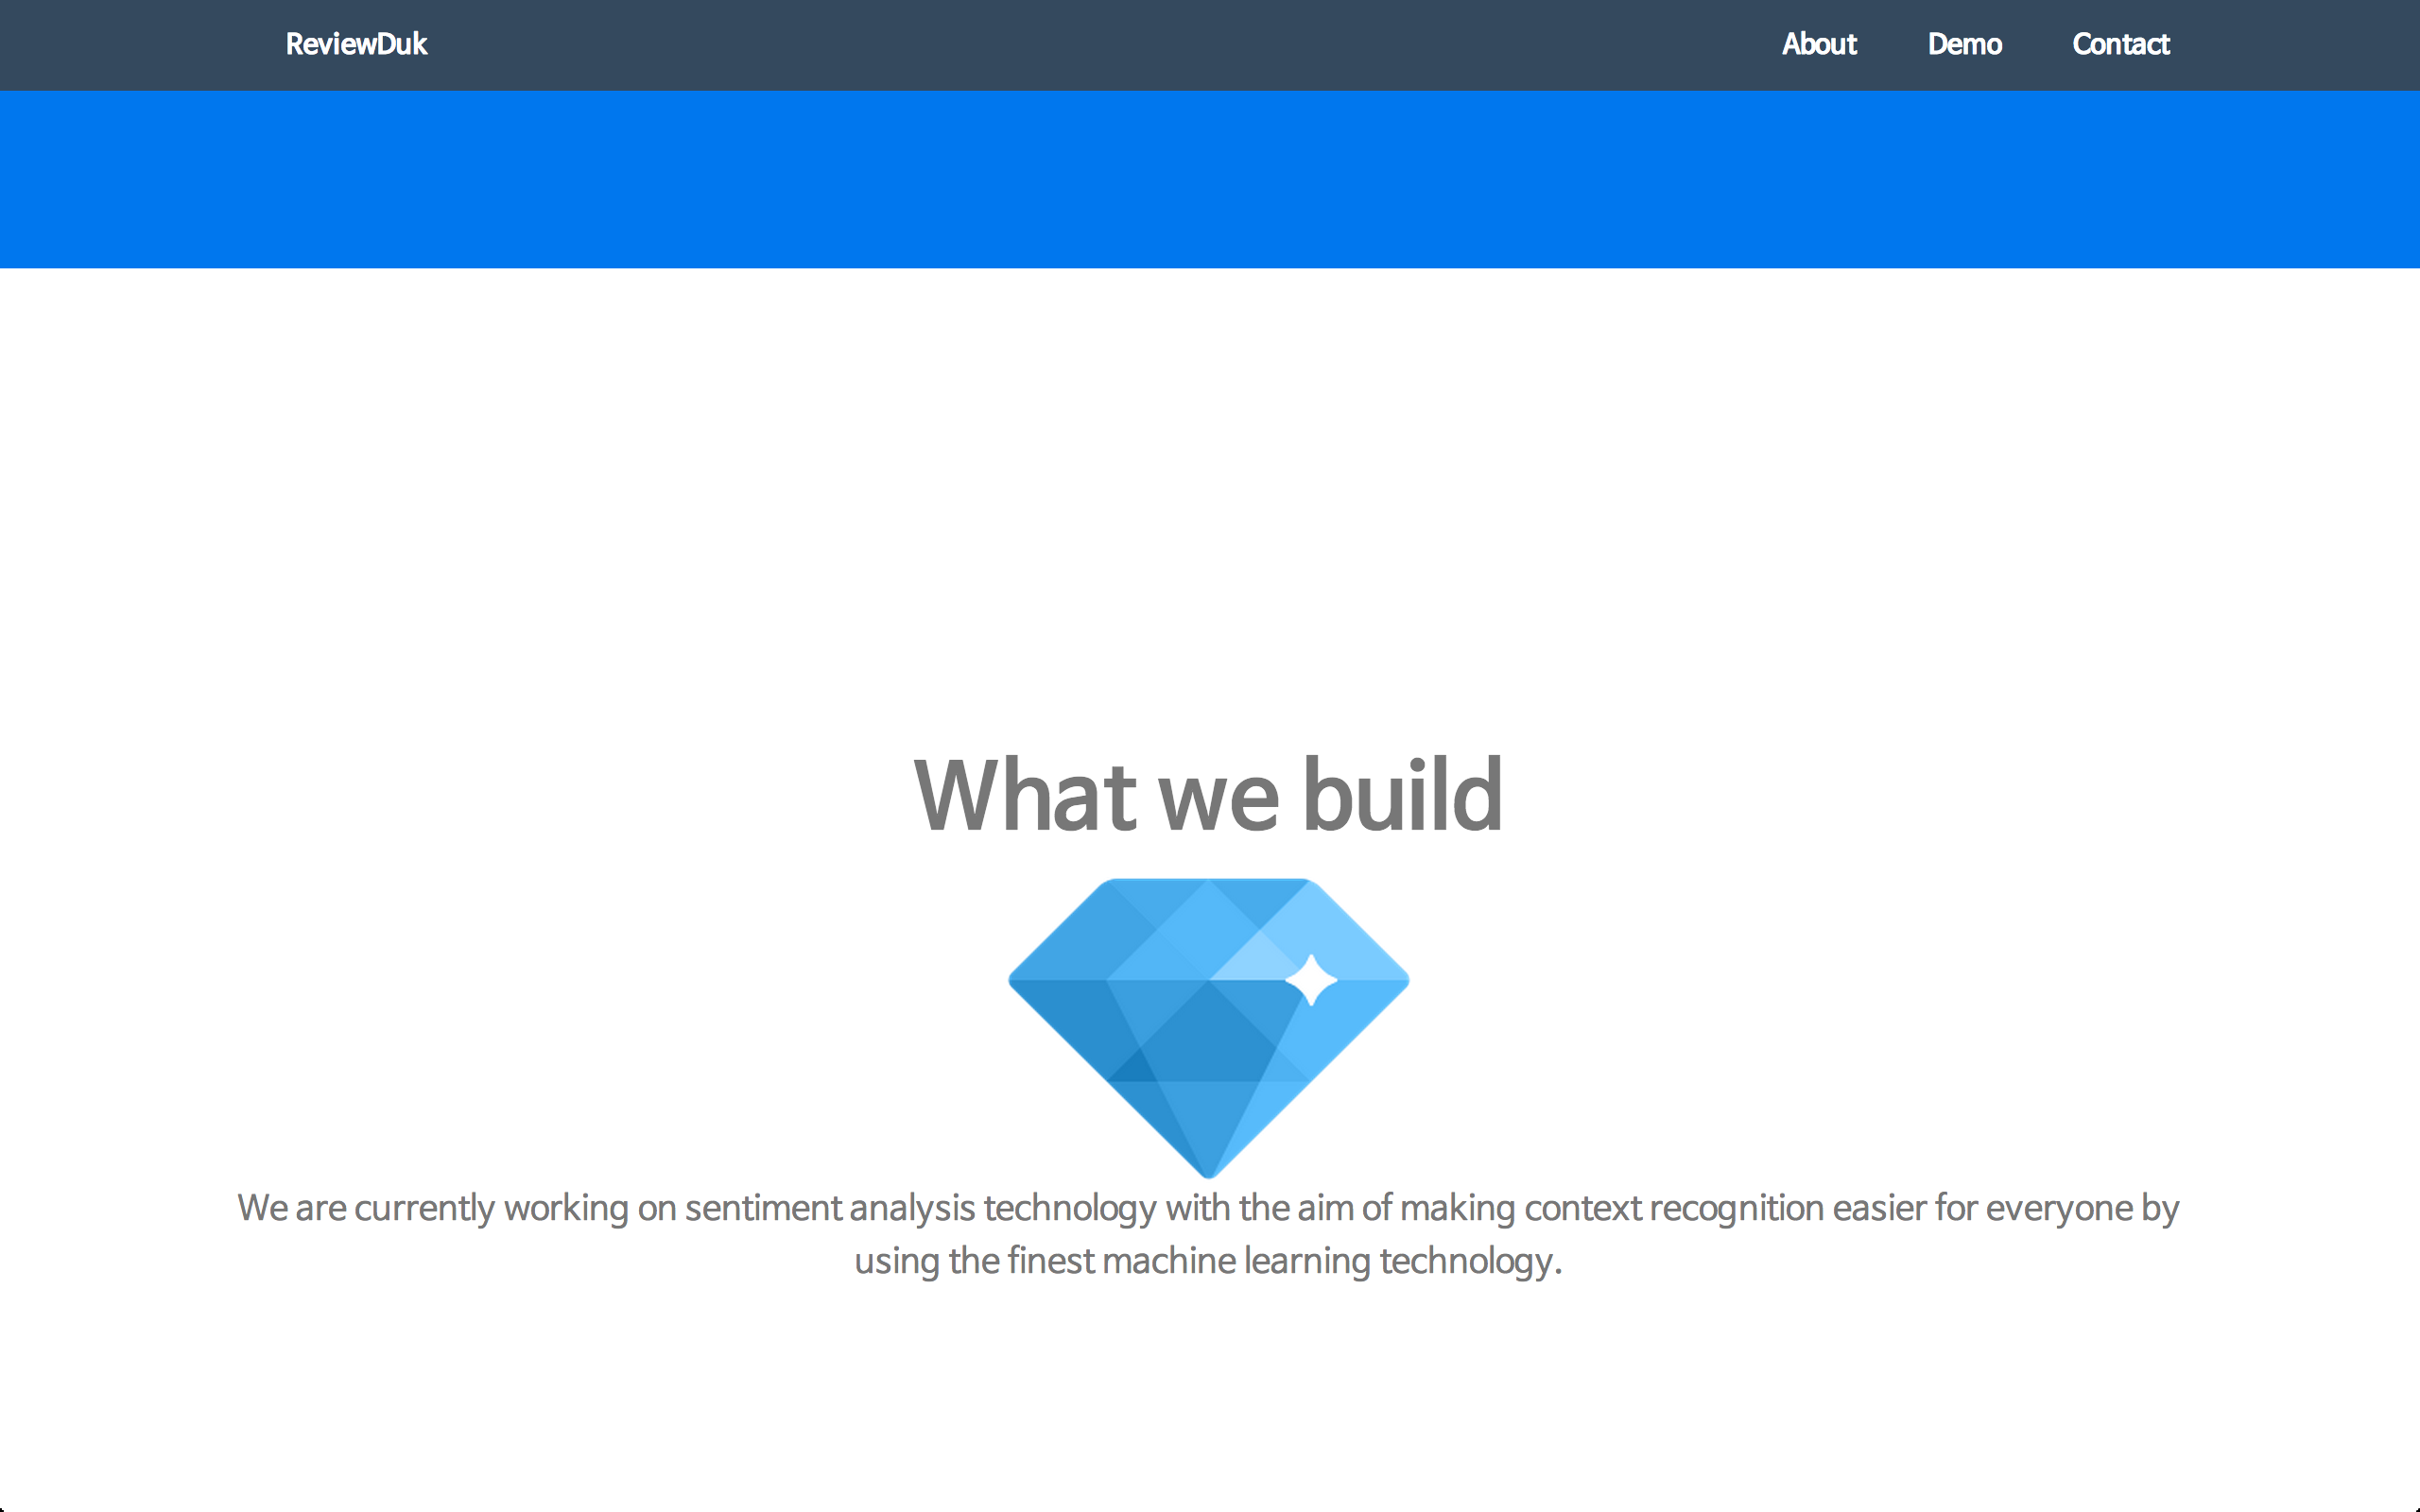 ReviewDuk
About
Demo
Contact
What we build
We are currently working on sentiment analysis technology with the aim of making context recognition easier for everyone by
using the finest machine learning technology.